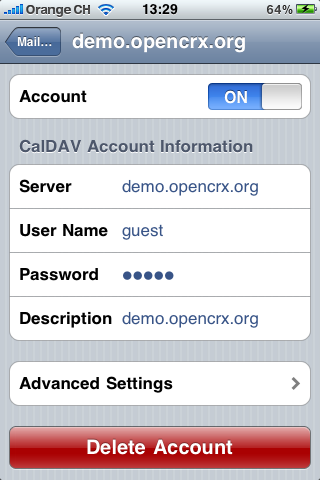 Orange CH 13:29 64%
Mail... demo.opencrx.org
Account ON
CalDAV Account Information
Server demo.opencrx.org
User Name guest
Password ●●●●●
Description demo.opencrx.org
Advanced Settings
Delete Account